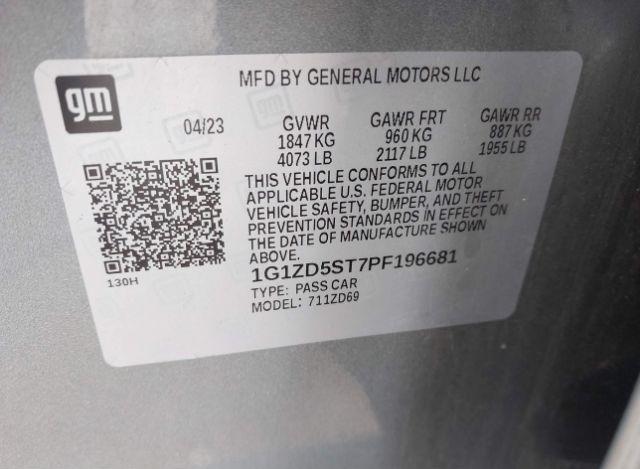 gm
MFD BY GENERAL MOTORS LLC
04/23
GVWR
1847 KG
4073 LB
GAWR FRT
960 KG
2117 LB
GAWR RR
887 KG
1955 LB
THIS VEHICLE CONFORMS TO ALL
APPLICABLE U.S. FEDERAL MOTOR
VEHICLE SAFETY, BUMPER, AND THEFT
PREVENTION STANDARDS IN EFFECT ON
THE DATE OF MANUFACTURE SHOWN
ABOVE.
1G1ZD5ST7PF196681
TYPE: PASS CAR
MODEL: 711ZD69
130H